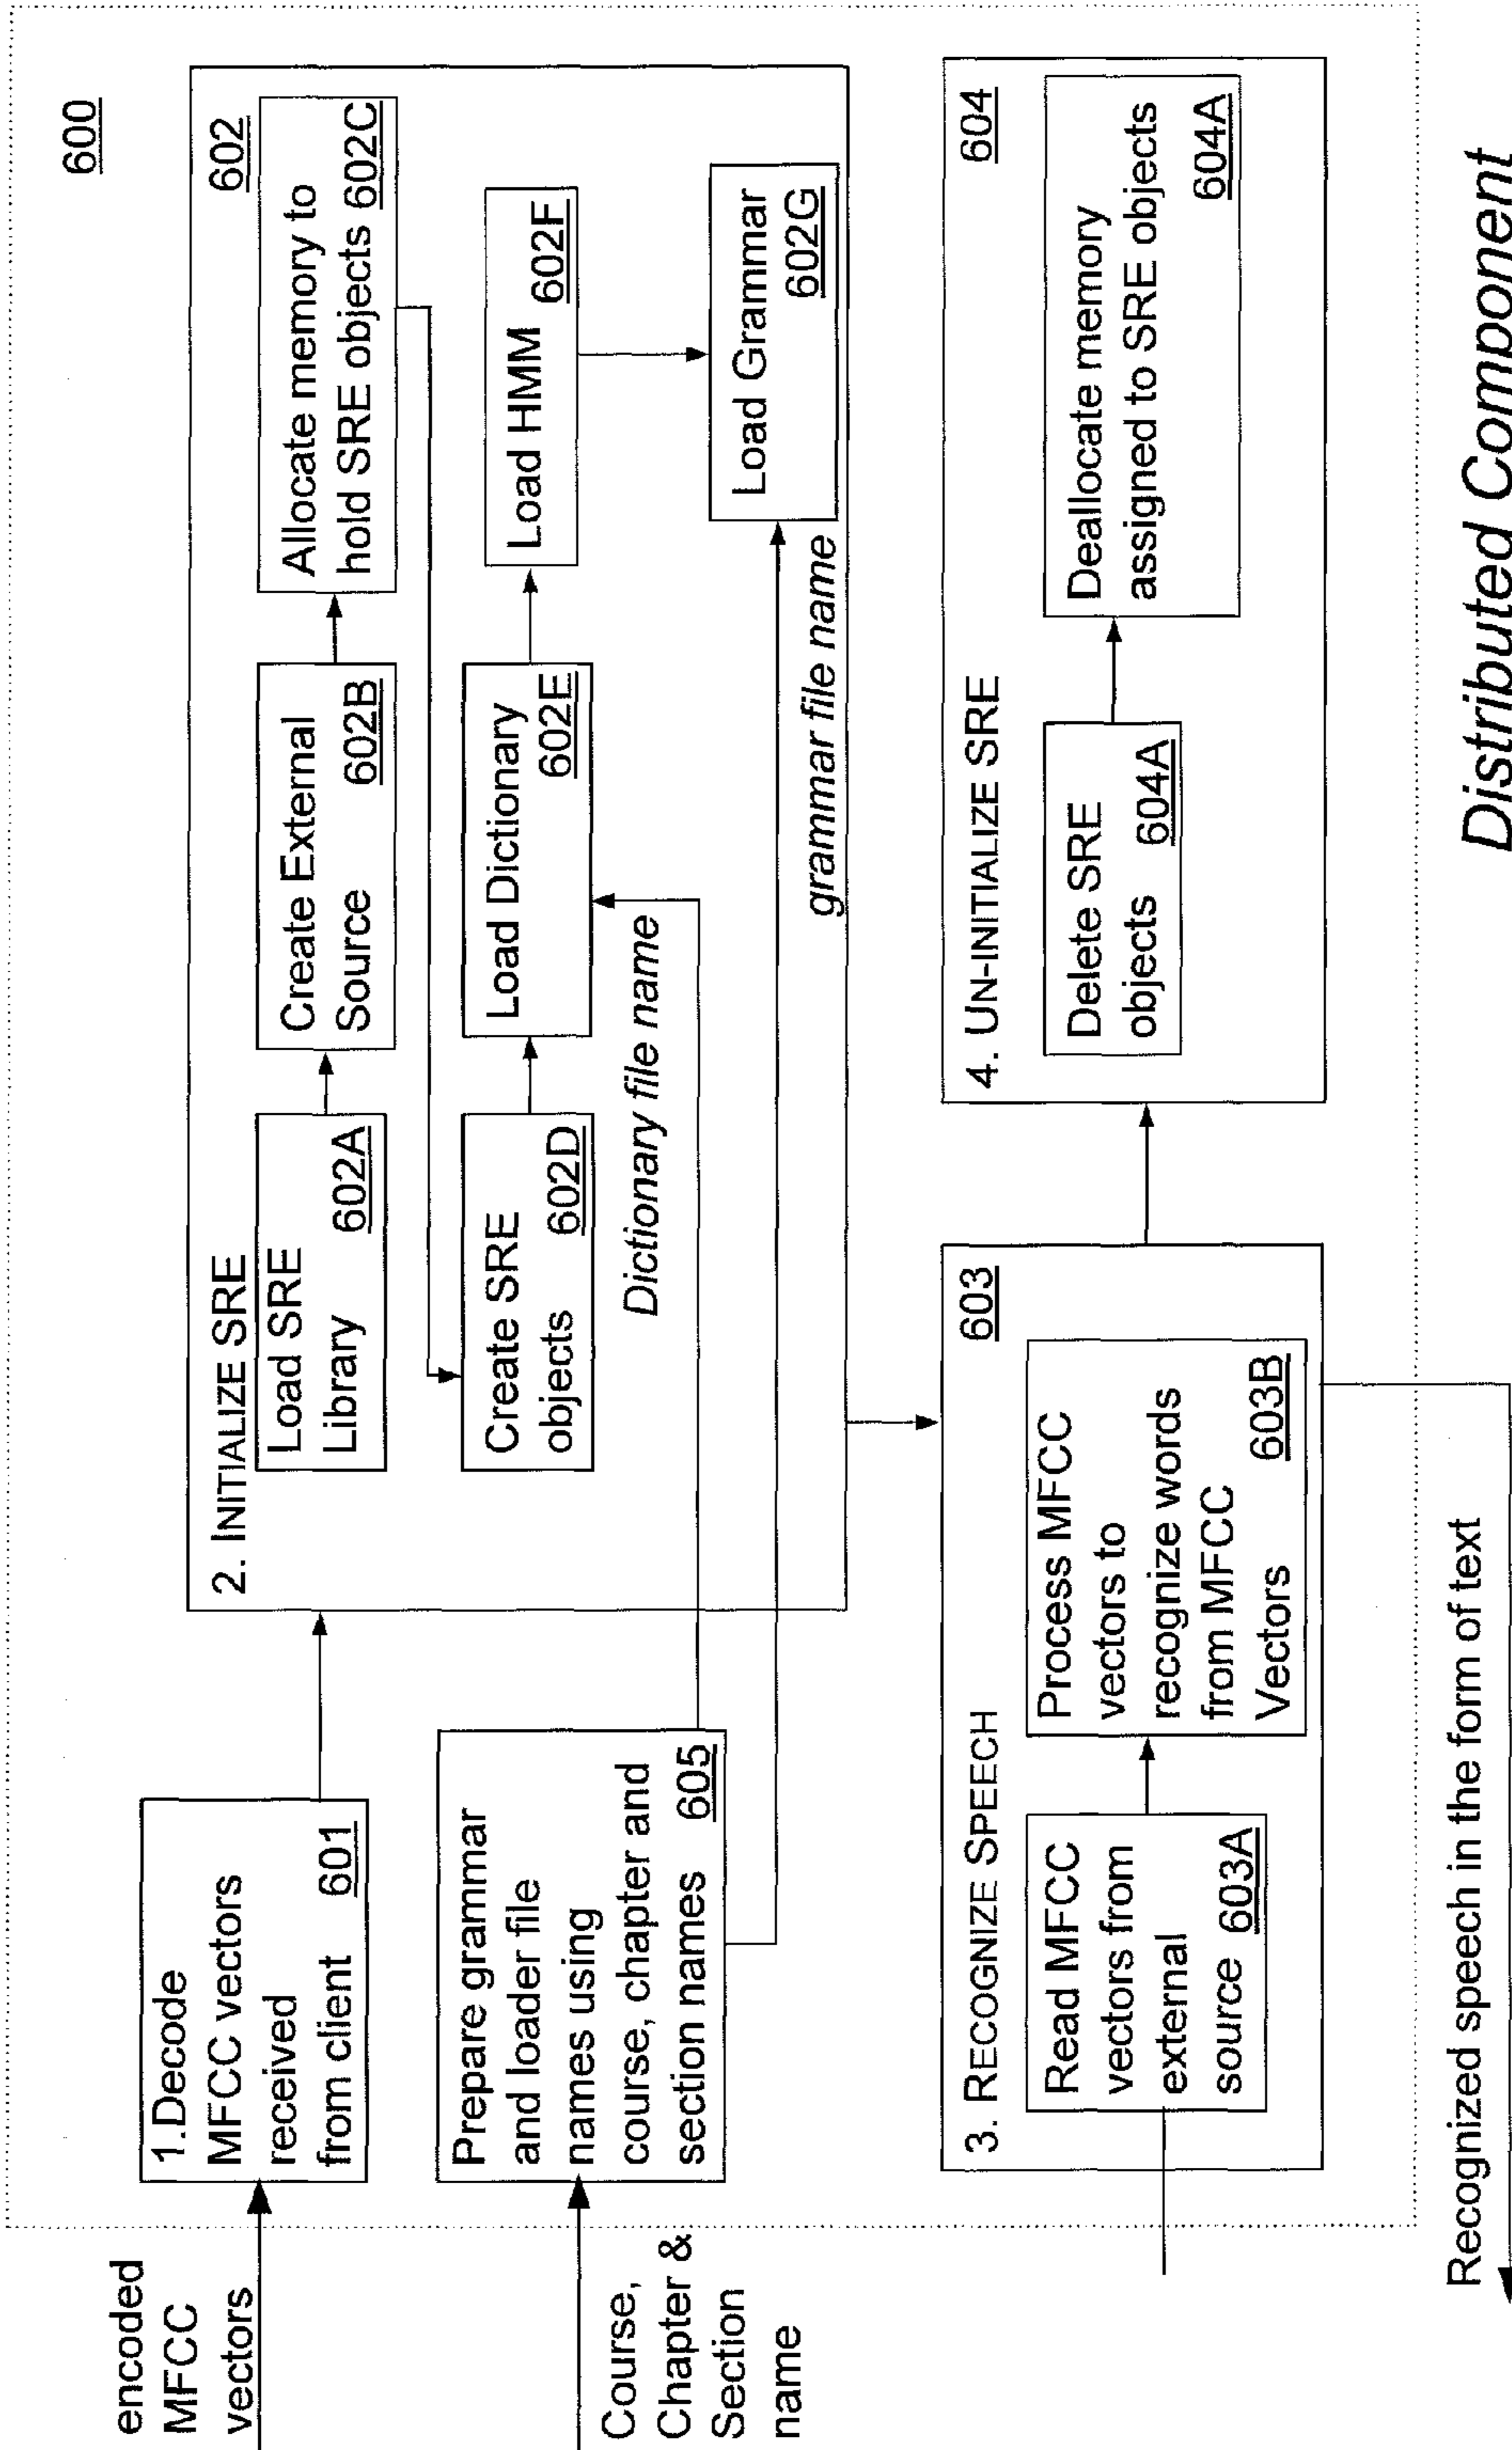 600
encoded
MFCC
vectors
1.Decode
MFCC vectors
received
from client 601
Course,
Chapter &
Section
name
Prepare grammar
and loader file
names using
course, chapter and
section names 605
2. INITIALIZE SRE 602
Load SRE
Library 602A
Create External
Source 602B
Allocate memory to
hold SRE objects 602C
Create SRE
objects 602D
Load Dictionary
602E
Load HMM
602F
Dictionary file name
Load Grammar
602G
grammar file name
3. RECOGNIZE SPEECH 603
Read MFCC
vectors from
external
source 603A
Process MFCC
vectors to
recognize words
from MFCC
Vectors 603B
4. UN-INITIALIZE SRE 604
Delete SRE
objects 604A
Deallocate memory
assigned to SRE objects
604A
Recognized speech in the form of text
Distributed Component